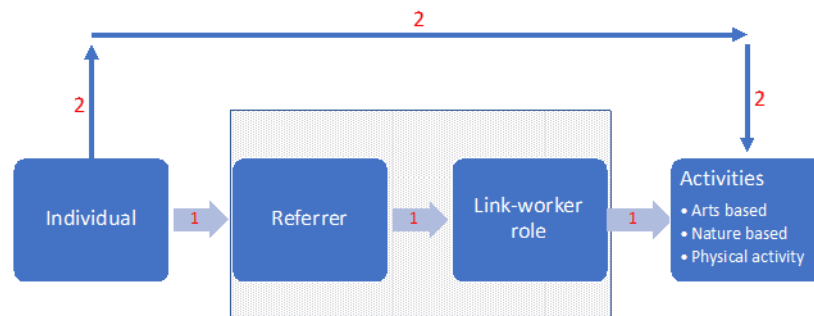 2
2
2
Individual
1
Referrer
1
Link-worker
role
1
Activities
• Arts based
• Nature based
• Physical activity